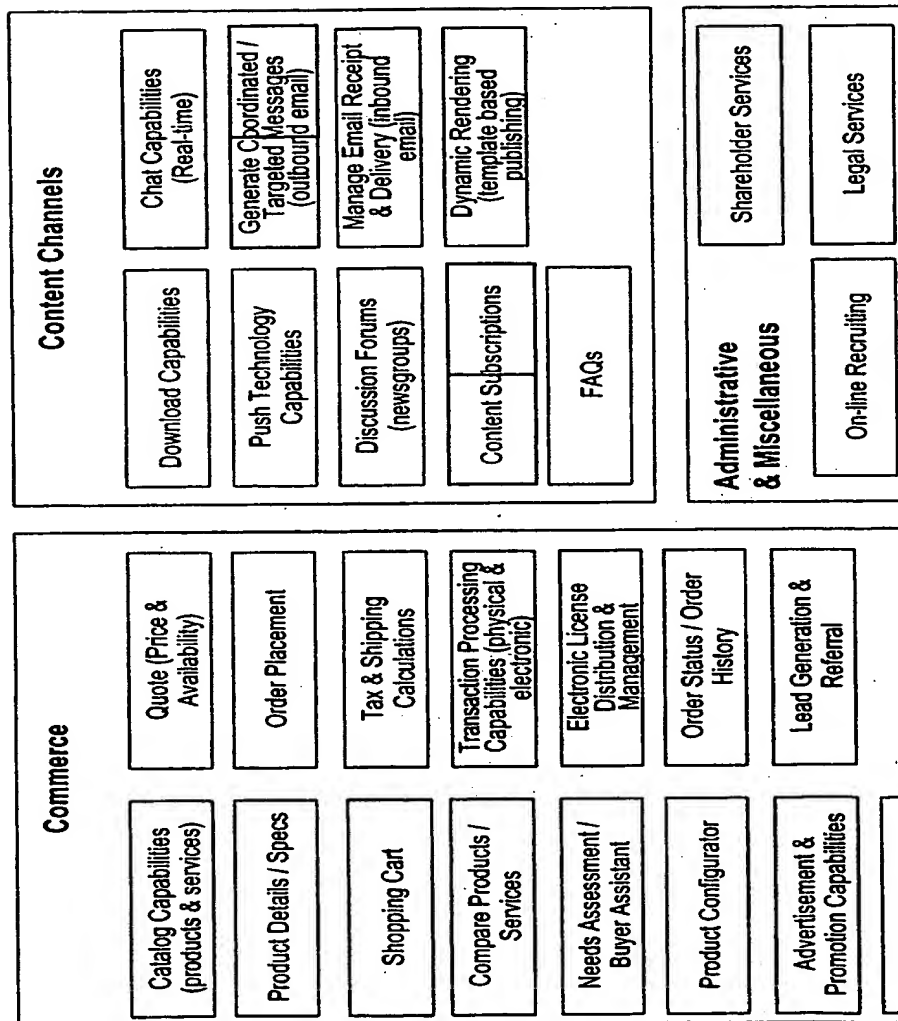 Commerce
Catalog Capabilities
(products & services)
Quote (Price &
Availability)
Product Details / Specs
Order Placement
Shopping Cart
Tax & Shipping
Calculations
Compare Products /
Services
Transaction Processing
Capabilities (physical &
electronic)
Needs Assessment /
Buyer Assistant
Electronic License
Distribution &
Management
Product Configurator
Order Status / Order
History
Advertisement &
Promotion Capabilities
Lead Generation &
Referral
Content Channels
Download Capabilities
Chat Capabilities
(Real-time)
Push Technology
Capabilities
Generate Coordinated /
Targeted Messages
(outbound email)
Discussion Forums
(newsgroups)
Manage Email Receipt
& Delivery (inbound
email)
Content Subscriptions
Dynamic Rendering
(template based
publishing)
FAQs
Administrative
& Miscellaneous
Shareholder Services
On-line Recruiting
Legal Services